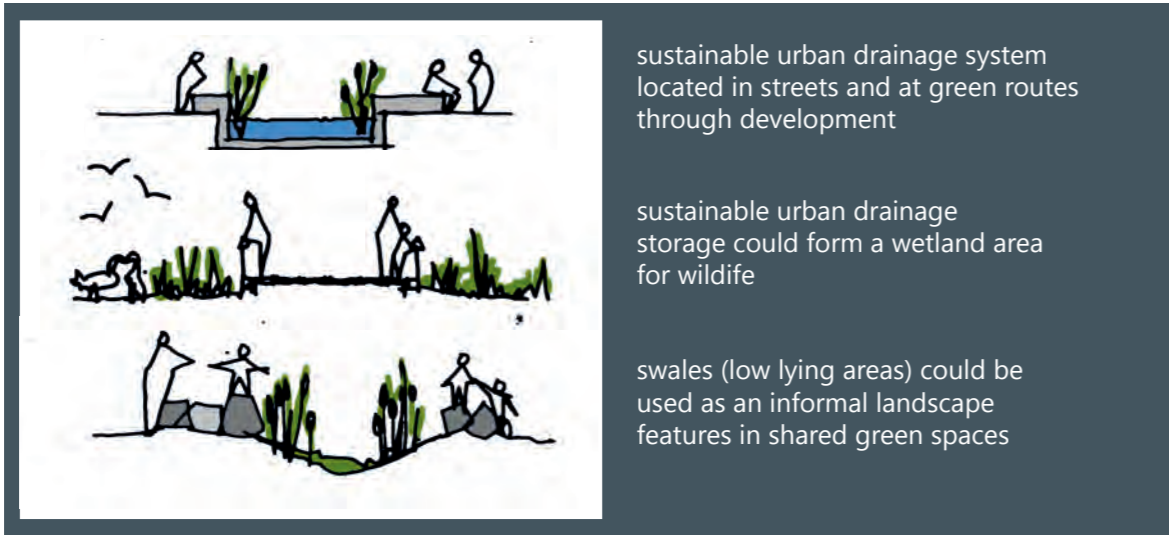 sustainable urban drainage system
located in streets and at green routes
through development
sustainable urban drainage
storage could form a wetland area
for wildlife
swales (low lying areas) could be
used as an informal landscape
features in shared green spaces